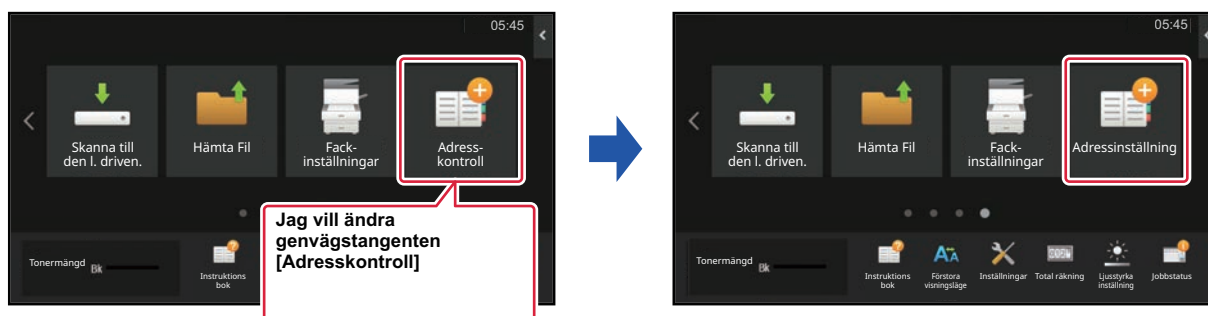 05:45
Skanna till
den l. driven.
Hämta Fil
Fack-
inställningar
Adress-
kontroll
Jag vill ändra
genvägstangenten
[Adresskontroll]
Tonermängd
Bk
Instruktions
bok
05:45
Skanna till
den l. driven.
Hämta Fil
Fack-
inställningar
Adressinställning
Tonermängd
Bk
Instruktions
bok
Förstora
visningsläge
Inställningar
Total räkning
Ljusstyrka
inställning
Jobbstatus